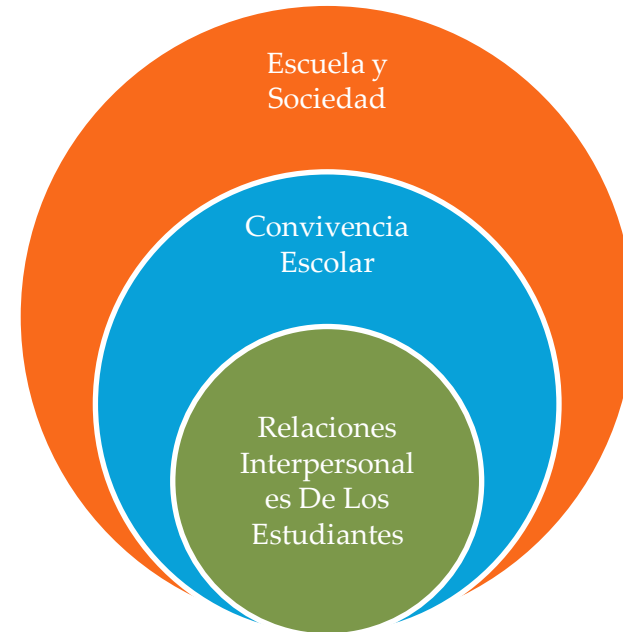 Escuela y
Sociedad
Convivencia
Escolar
Relaciones
Interpersonal
es De Los
Estudiantes